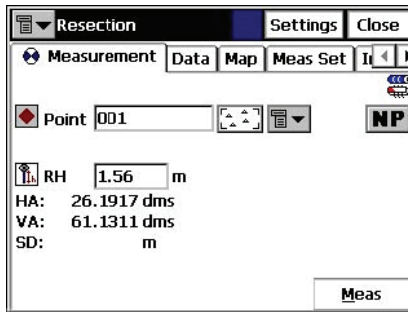 Resection Settings Close
Measurement Data Map Meas Set
Point 001 NP
RH 1.56 m
HA: 26.1917 dms
VA: 61.1311 dms
SD: m
Meas